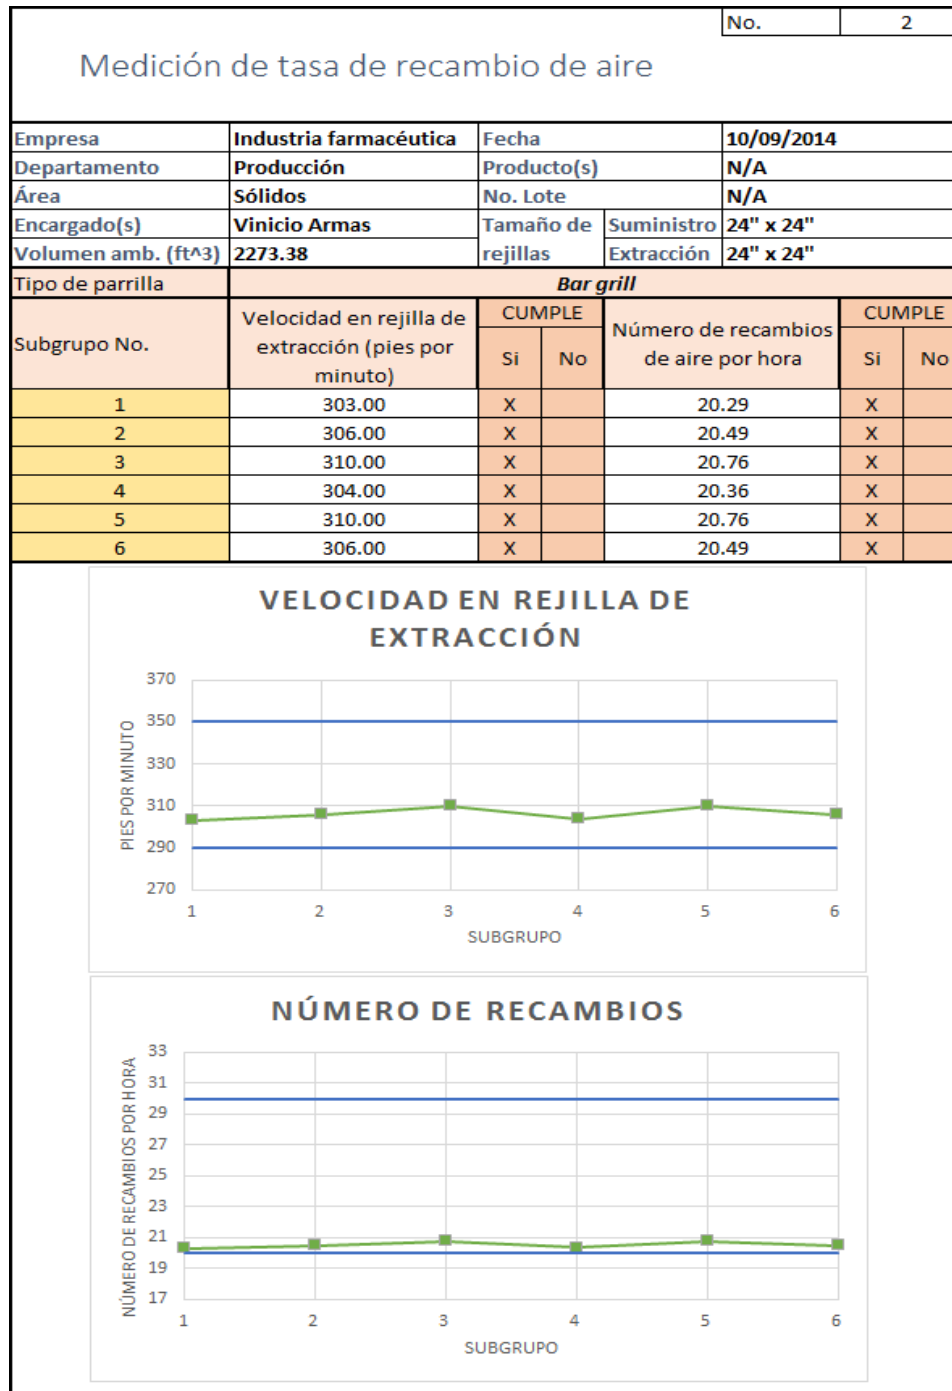 No. 2
Medición de tasa de recambio de aire
Empresa Industria farmacéutica Fecha 10/09/2014
Departamento Producción Producto(s) N/A
Área Sólidos No. Lote N/A
Encargado(s) Vinicio Armas Tamaño de rejillas Suministro 24" x 24"
Volumen amb. (ft^3) 2273.38 Extracción 24" x 24"
Tipo de parrilla Bar grill
Subgrupo No. Velocidad en rejilla de extracción (pies por minuto) CUMPLE Número de recambios de aire por hora CUMPLE
Si No Si No
1 303.00 X 20.29 X
2 306.00 X 20.49 X
3 310.00 X 20.76 X
4 304.00 X 20.36 X
5 310.00 X 20.76 X
6 306.00 X 20.49 X
VELOCIDAD EN REJILLA DE
EXTRACCIÓN
PIES POR MINUTO
370
350
330
310
290
270
1 2 3 4 5 6
SUBGRUPO
NÚMERO DE RECAMBIOS
NÚMERO DE RECAMBIOS POR HORA
33
31
29
27
25
23
21
19
17
1 2 3 4 5 6
SUBGRUPO